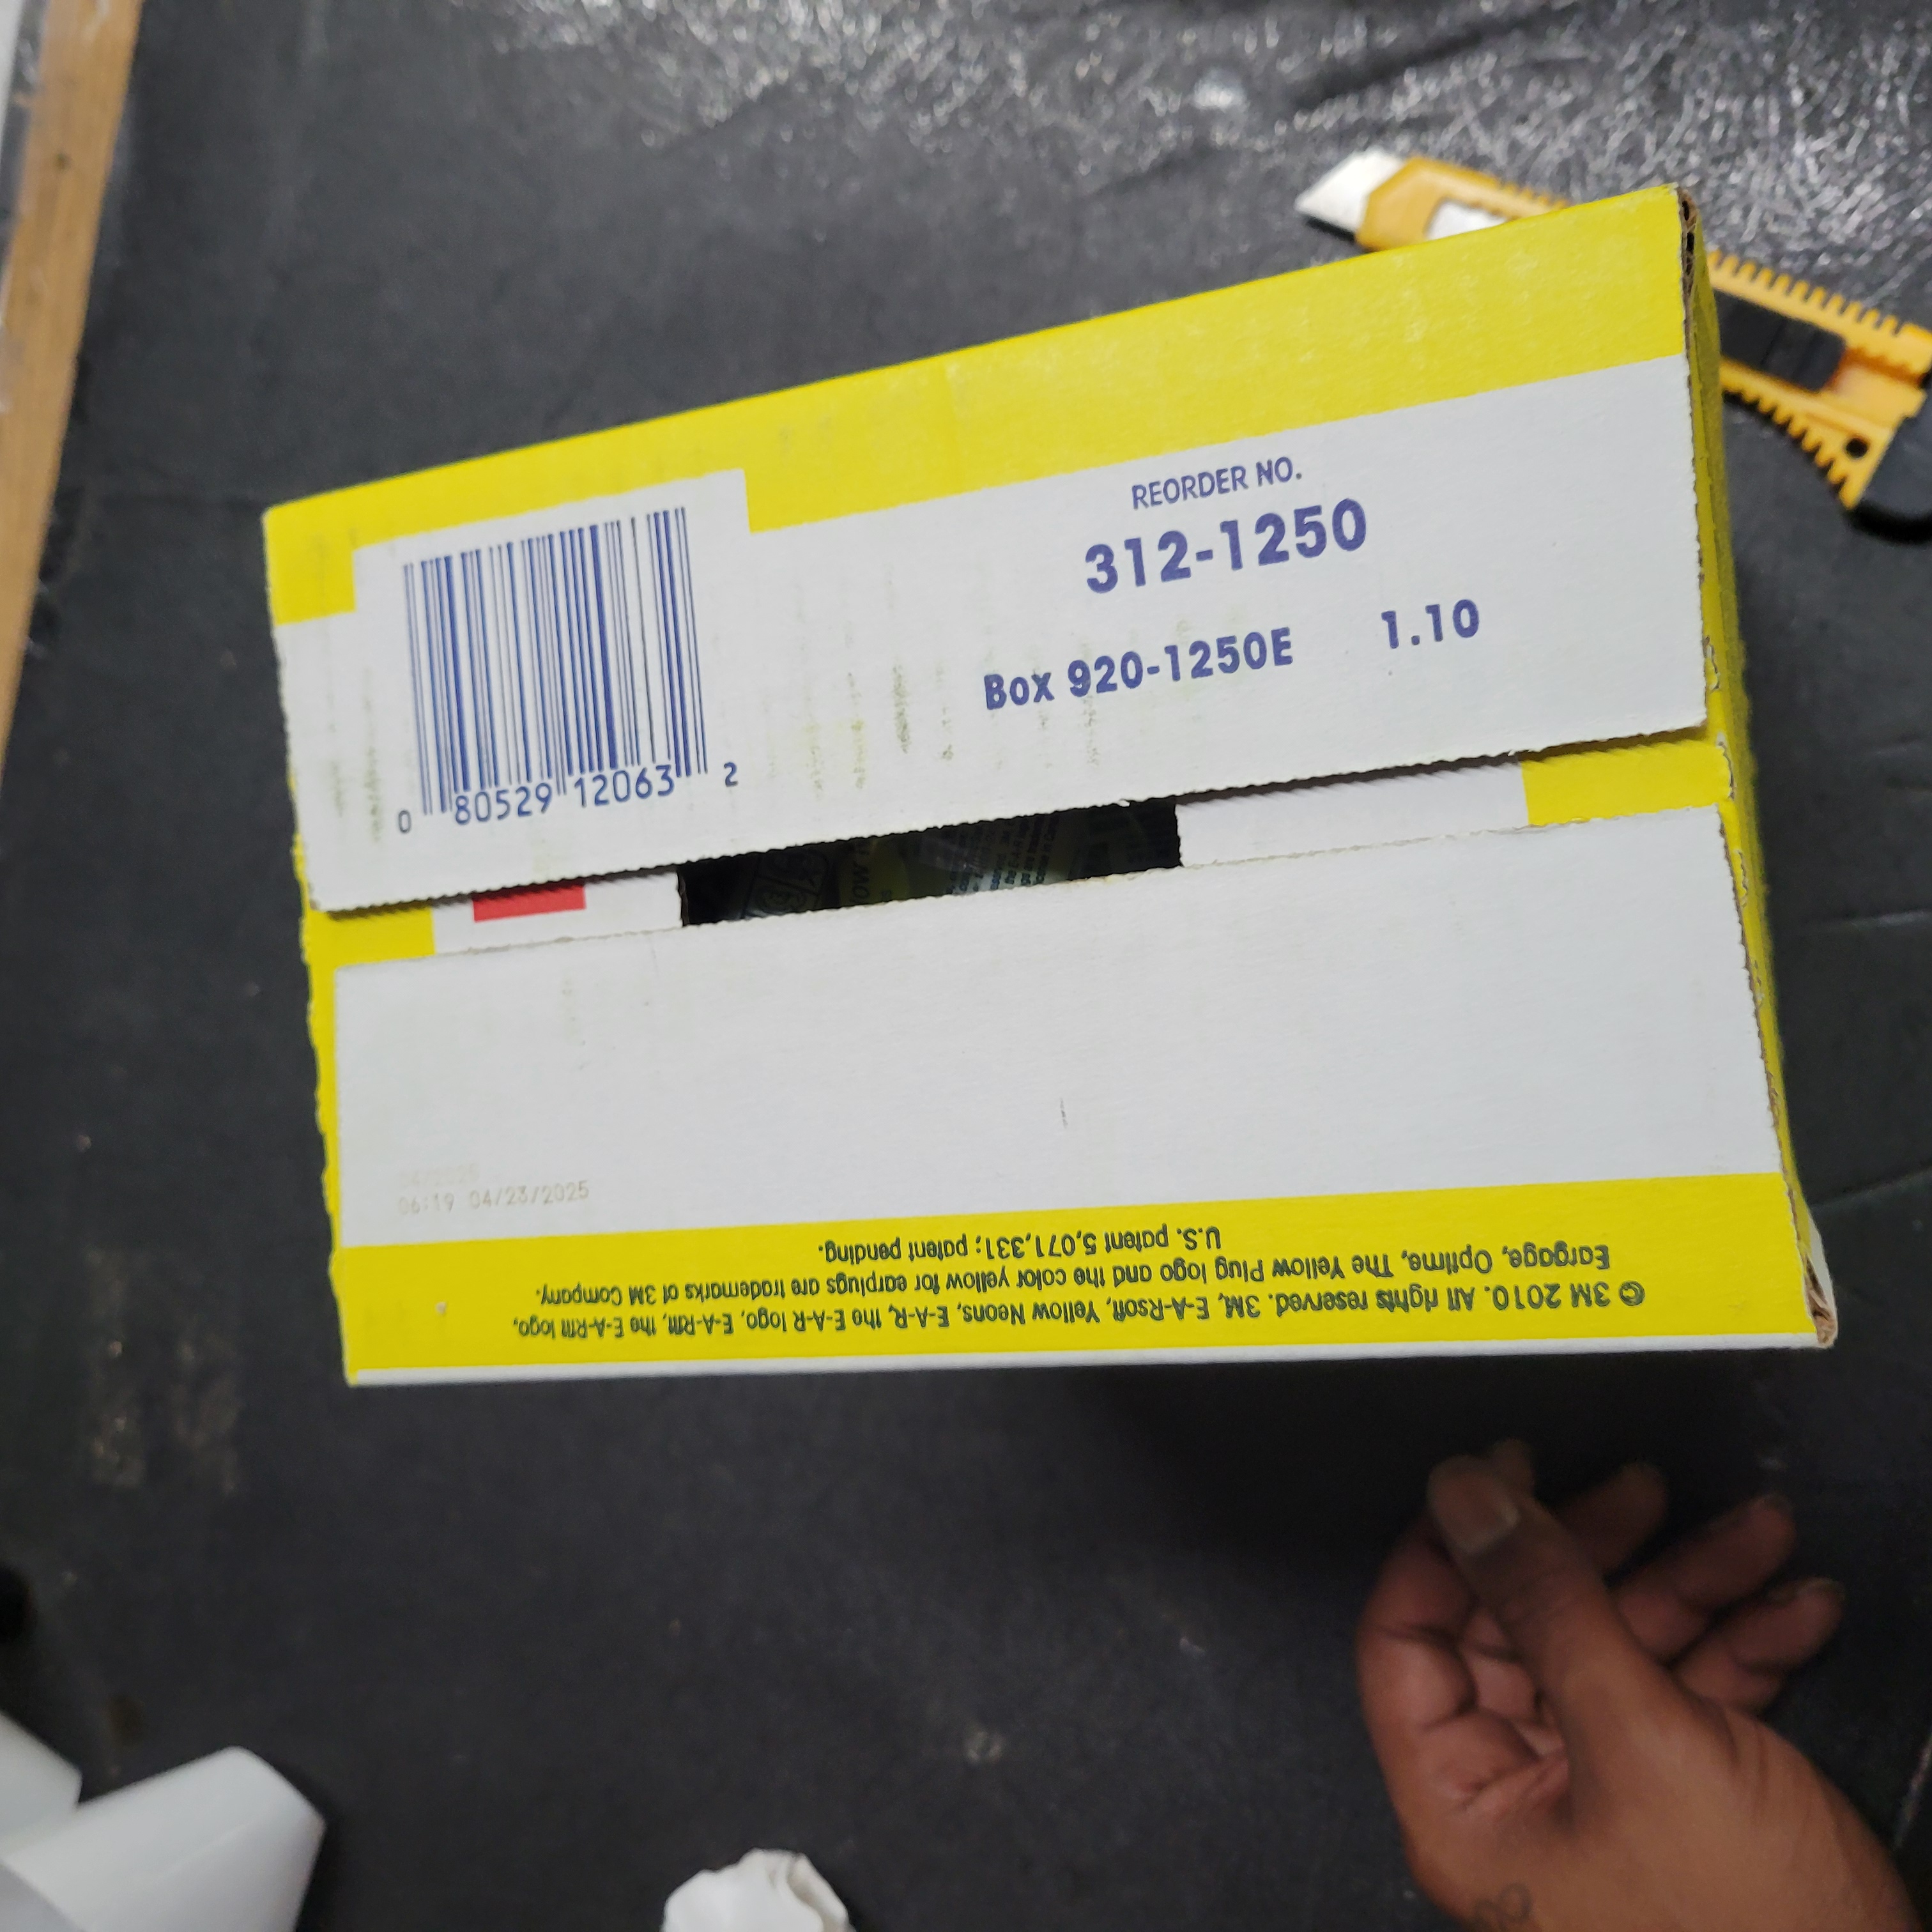 REORDER NO.
312-1250
Box 920-1250E 1.10
0 80529 12063 2
04/2025
06:19 04/23/2025
© 3M 2010. All rights reserved. 3M, E-A-Rsoft, Yellow Neons, E-A-R, the E-A-R logo, E-A-Rfit, the E-A-Rfit logo,
Eargage, Optime, The Yellow Plug logo and the color yellow for earplugs are trademarks of 3M Company.
U.S. patent 5,071,331; patent pending.